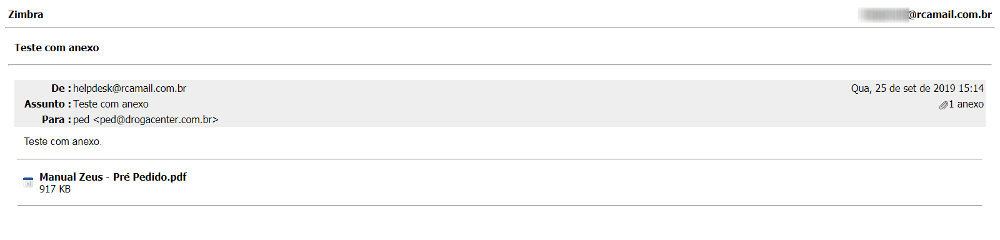 Zimbra @rcamail.com.br
Teste com anexo
De : helpdesk@rcamail.com.br Qua, 25 de set de 2019 15:14
Assunto : Teste com anexo 1 anexo
Para : ped <ped@drogacenter.com.br>
Teste com anexo.
Manual Zeus - Pré Pedido.pdf
917 KB